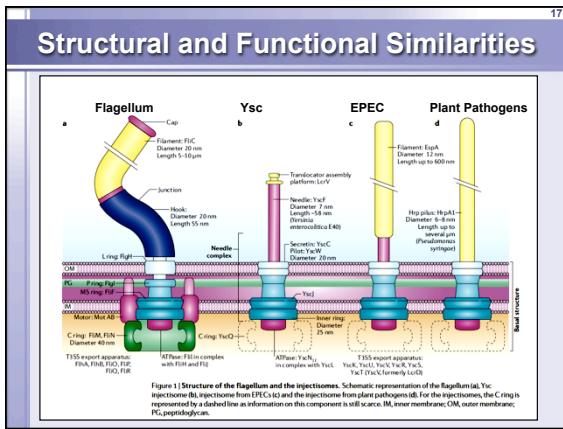 17
Structural and Functional Similarities
Flagellum
Ysc
EPEC
Plant Pathogens
a
Cap
Filament: FliC
Diameter 20 nm
Length 5–10 μm
Junction
Hook:
Diameter 20 nm
Length 55 nm
L ring: FlgH
OM
PG
P ring: FlgI
MS ring: FliF
IM
Motor: Mot AB
C ring: FliM, FliN
Diameter 40 nm
T3SS export apparatus:
FlhA, FlhB, FliO, FliP,
FliQ, FliR
ATPase: FliI in complex
with FliH and FliJ
b
Translocator assembly
platform: LcrV
Needle: YscF
Diameter 7 nm
Length ~58 nm
(Yersinia
enterocolitica E40)
Needle
complex
Secretin: YscC
Pilot: YscW
Diameter 20 nm
YscJ
Inner ring:
Diameter
25 nm
C ring: YscQ
ATPase: YscN
in complex with YscL
c
Filament: EspA
Diameter 12 nm
Length up to 600 nm
T3SS export apparatus:
YscR, YscS,
YscT (YscV, formerly LcrD)
d
Hrp pilus: HrpA1
Diameter 6–8 nm
Length up to
several μm
(Pseudomonas
syringae)
Basal structure
Figure 1 | Structure of the flagellum and the injectisomes. Schematic representation of the flagellum (a), Ysc
injectisome (b), injectisome from EPECs (c) and the injectisome from plant pathogens (d). For the injectisomes, the C ring is
represented by a dashed line as information on this component is still scarce. IM, inner membrane; OM, outer membrane;
PG, peptidoglycan.